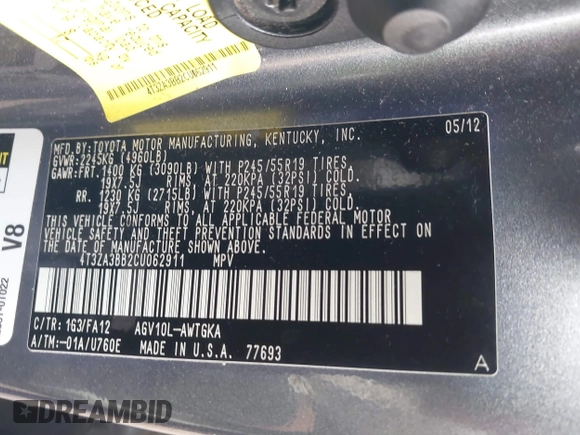 LOAD
CAPACITY
4T3ZA3BB2CU062911
V8
MFD. BY: TOYOTA MOTOR MANUFACTURING, KENTUCKY, INC. 05/12
GVWR: 2245KG (4960LB)
GAWR: FRT. 1400 KG (3090LB) WITH P245/55R19 TIRES,
19X7.5J RIMS, AT 220KPA (32PSI) COLD.
RR. 1230 KG (2715LB) WITH P245/55R19 TIRES,
19X7.5J RIMS, AT 220KPA (32PSI) COLD.
THIS VEHICLE CONFORMS TO ALL APPLICABLE FEDERAL MOTOR
VEHICLE SAFETY AND THEFT PREVENTION STANDARDS IN EFFECT ON
THE DATE OF MANUFACTURE SHOWN ABOVE.
4T3ZA3BB2CU062911 MPV
C/TR: 1G3/FA12 AGV10L-AWTGKA
A/TM:-01A/U760E MADE IN U.S.A. 77693
A
DREAMBID